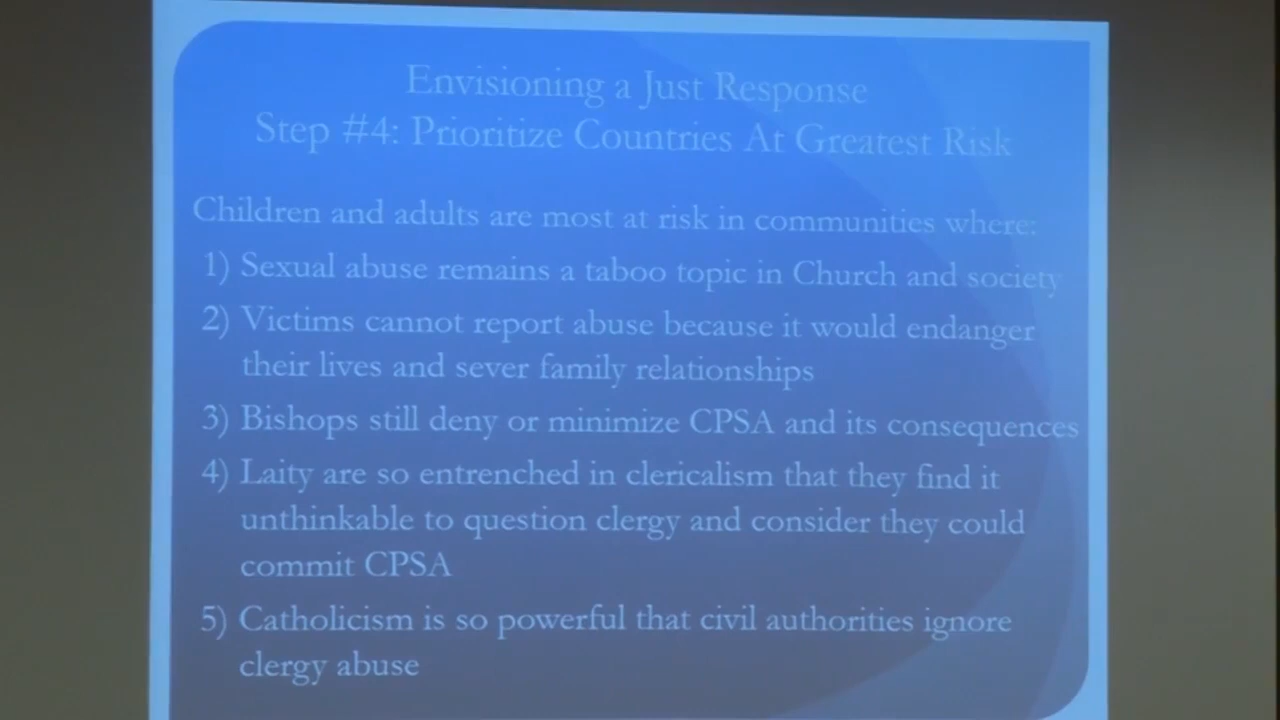 Envisioning a Just Response
Step #4: Prioritize Countries At Greatest Risk
Children and adults are most at risk in communities where:
1) Sexual abuse remains a taboo topic in Church and society
2) Victims cannot report abuse because it would endanger
their lives and sever family relationships
3) Bishops still deny or minimize CPSA and its consequences
4) Laity are so entrenched in clericalism that they find it
unthinkable to question clergy and consider they could
commit CPSA
5) Catholicism is so powerful that civil authorities ignore
clergy abuse